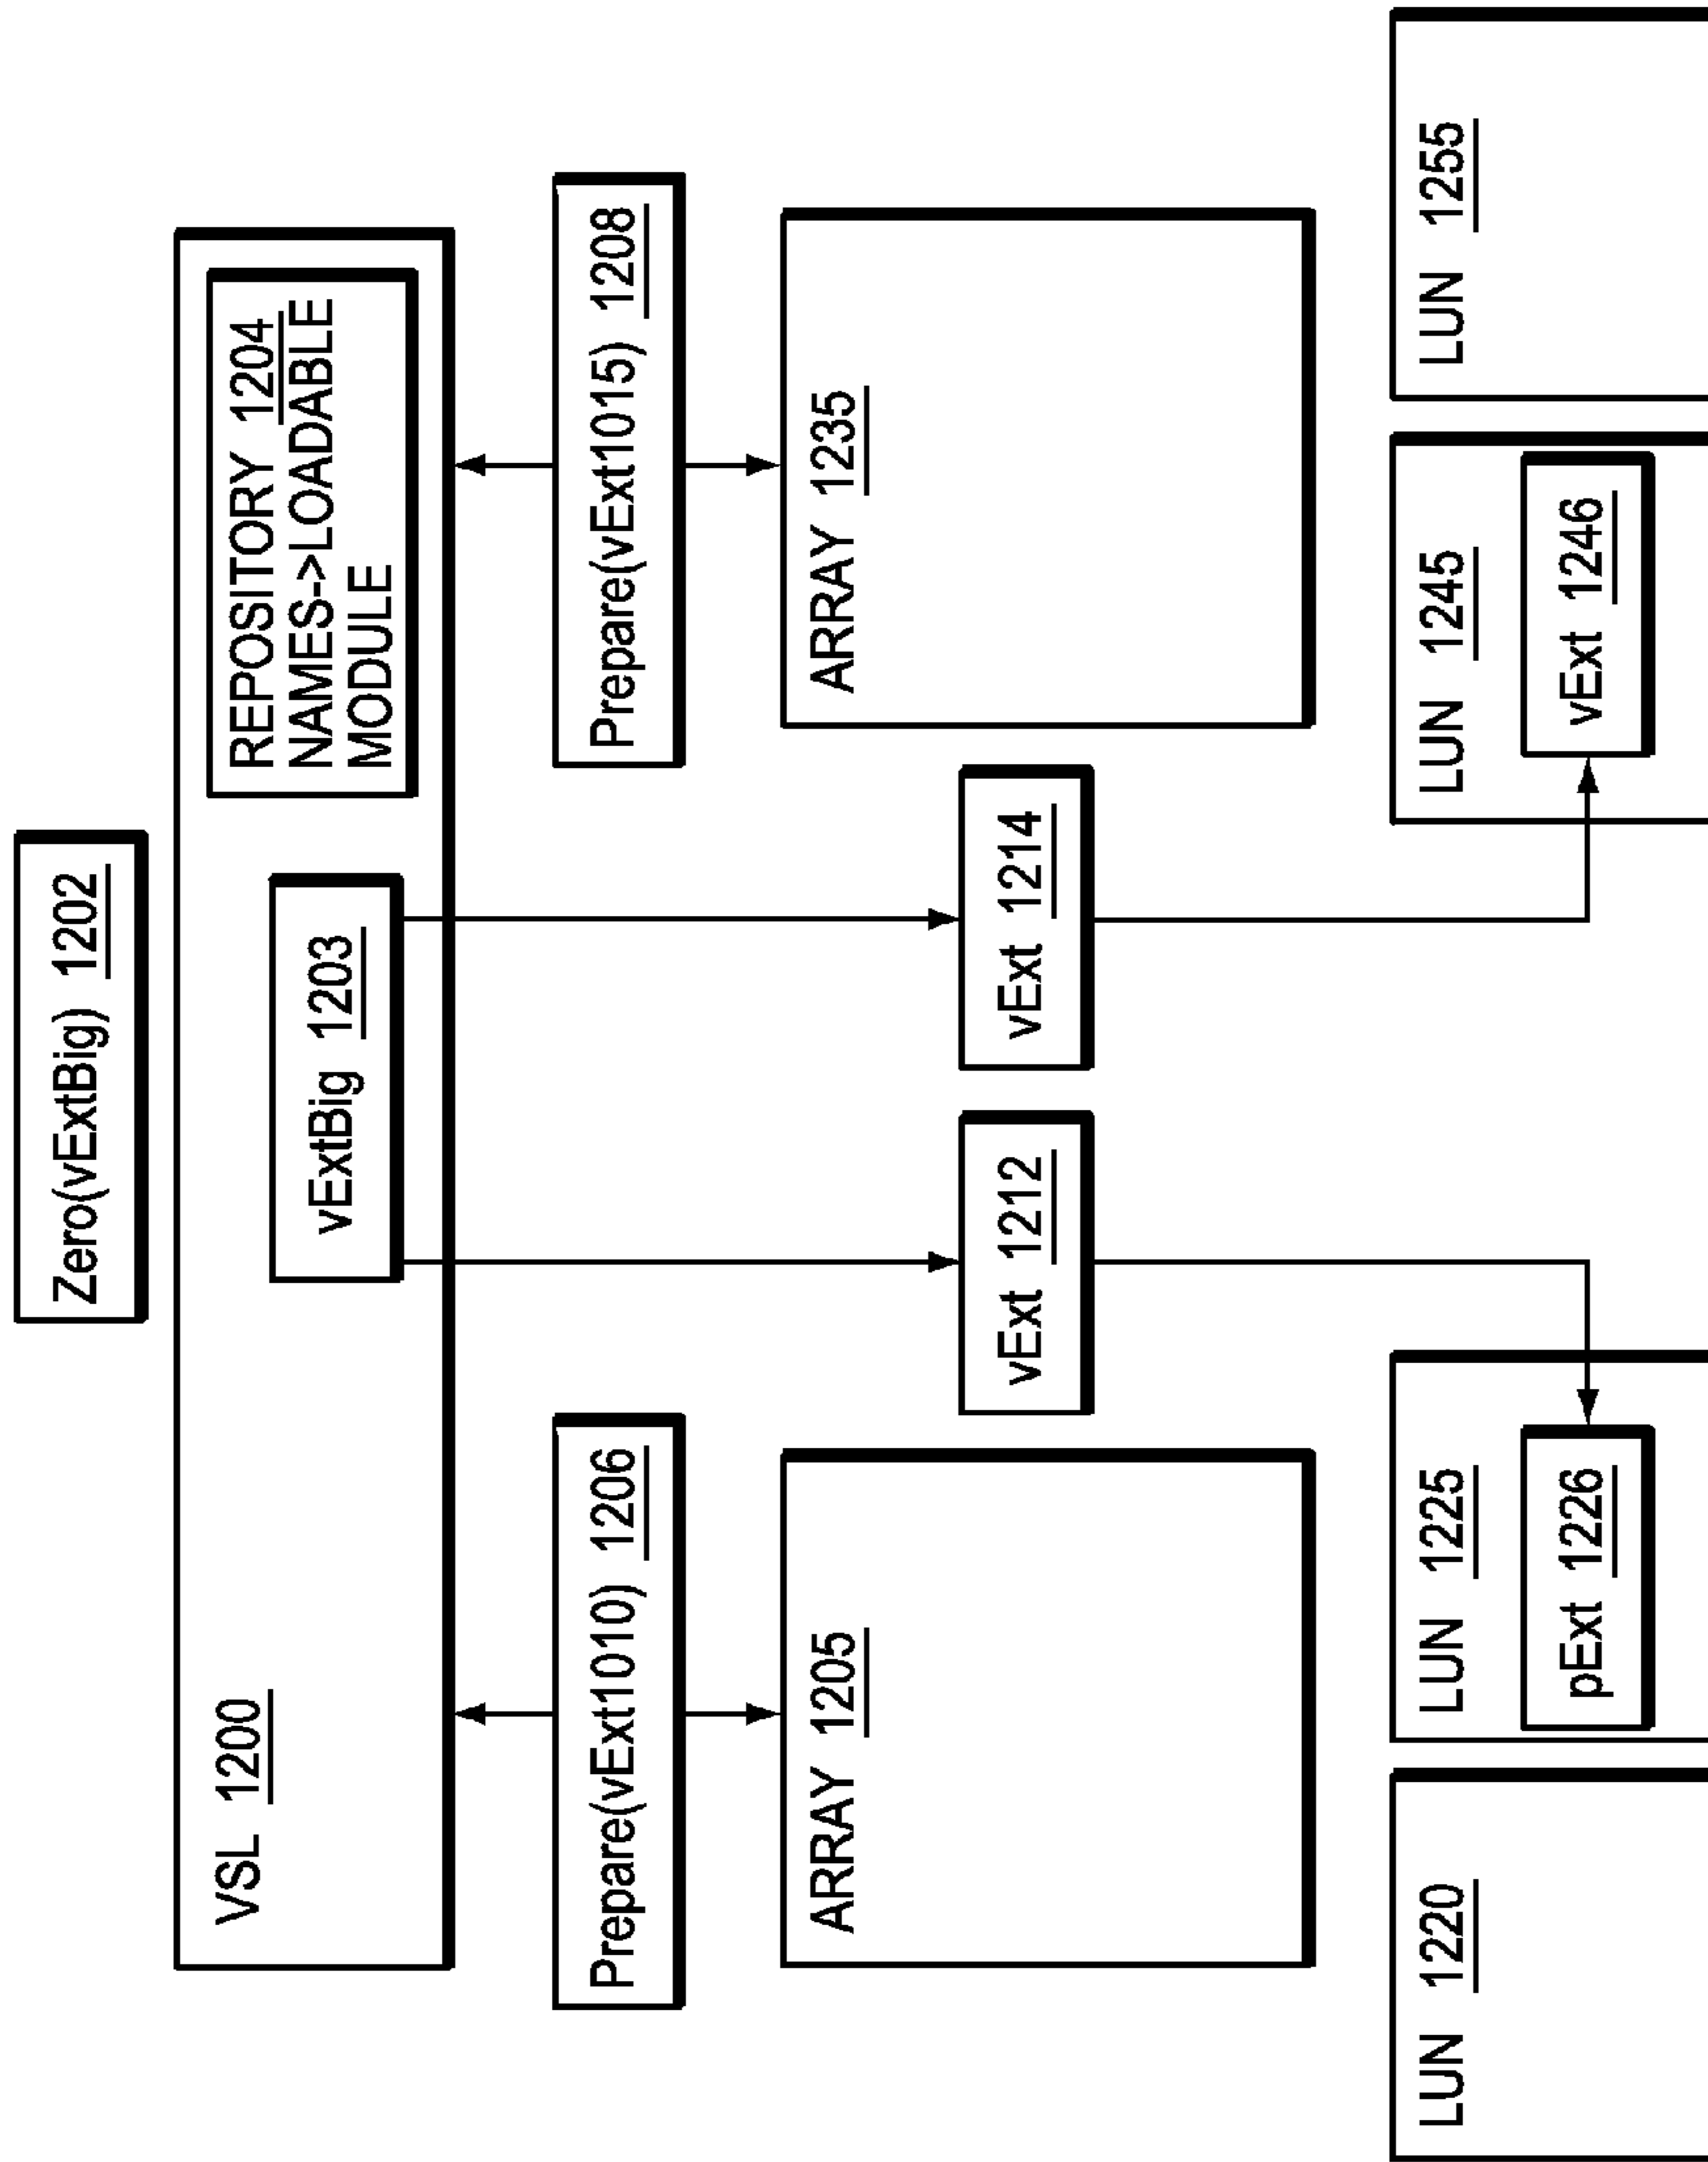 Zero(vExtBig) 1202
VSL 1200
vExtBig 1203
REPOSITORY 1204
NAMES->LOADABLE
MODULE
Prepare(vExt1010) 1206
Prepare(vExt1015) 1208
ARRAY 1205
ARRAY 1235
vExt 1212
vExt 1214
LUN 1220
LUN 1225
pExt 1226
LUN 1245
vExt 1246
LUN 1255